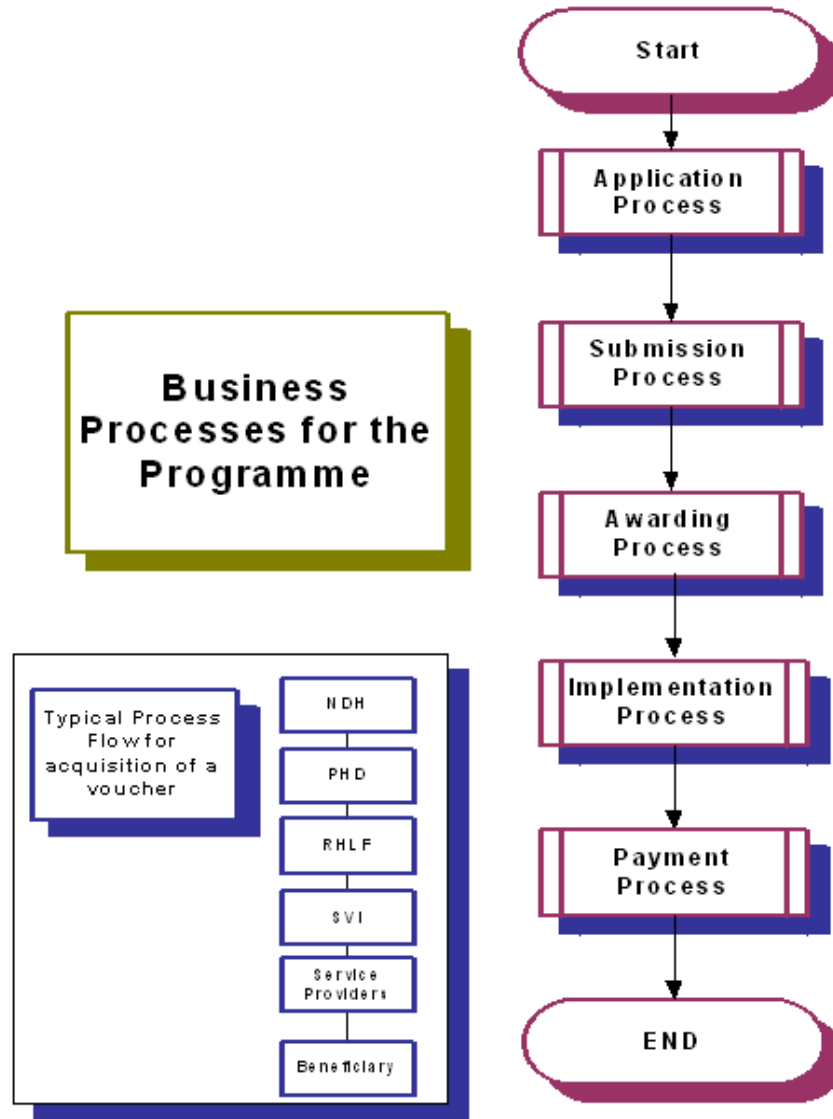 Start
Application
Process
Submission
Process
Awarding
Process
Implementation
Process
Payment
Process
END
Business
Processes for the
Programme
Typical Process
Flow for
acquisition of a
voucher
NDH
PHD
RHLF
SVI
Service
Providers
Beneficiary